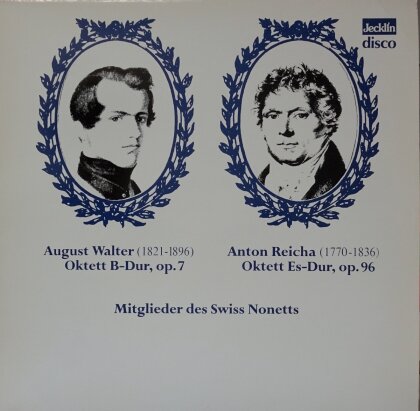 Jecklin
disco
August Walter (1821-1896)
Oktett B-Dur, op. 7
Anton Reicha (1770-1836)
Oktett Es-Dur, op. 96
Mitglieder des Swiss Nonetts